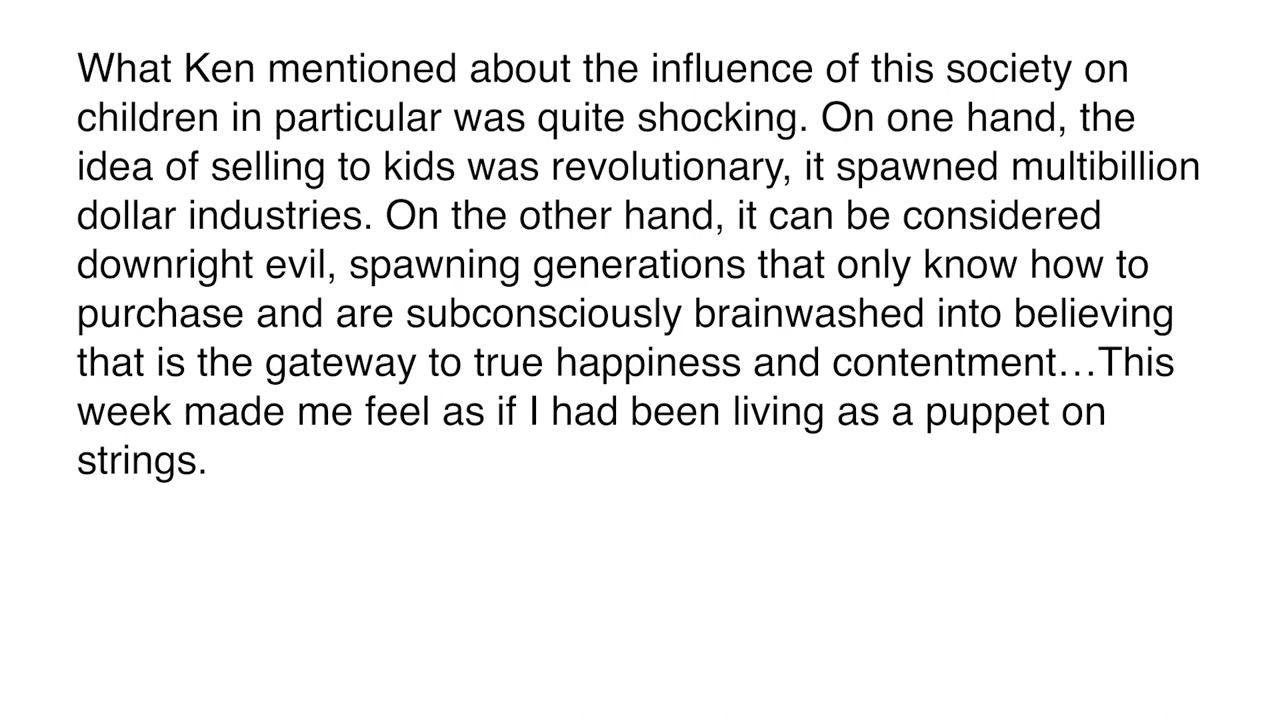 What Ken mentioned about the influence of this society on
children in particular was quite shocking. On one hand, the
idea of selling to kids was revolutionary, it spawned multibillion
dollar industries. On the other hand, it can be considered
downright evil, spawning generations that only know how to
purchase and are subconsciously brainwashed into believing
that is the gateway to true happiness and contentment…This
week made me feel as if I had been living as a puppet on
strings.